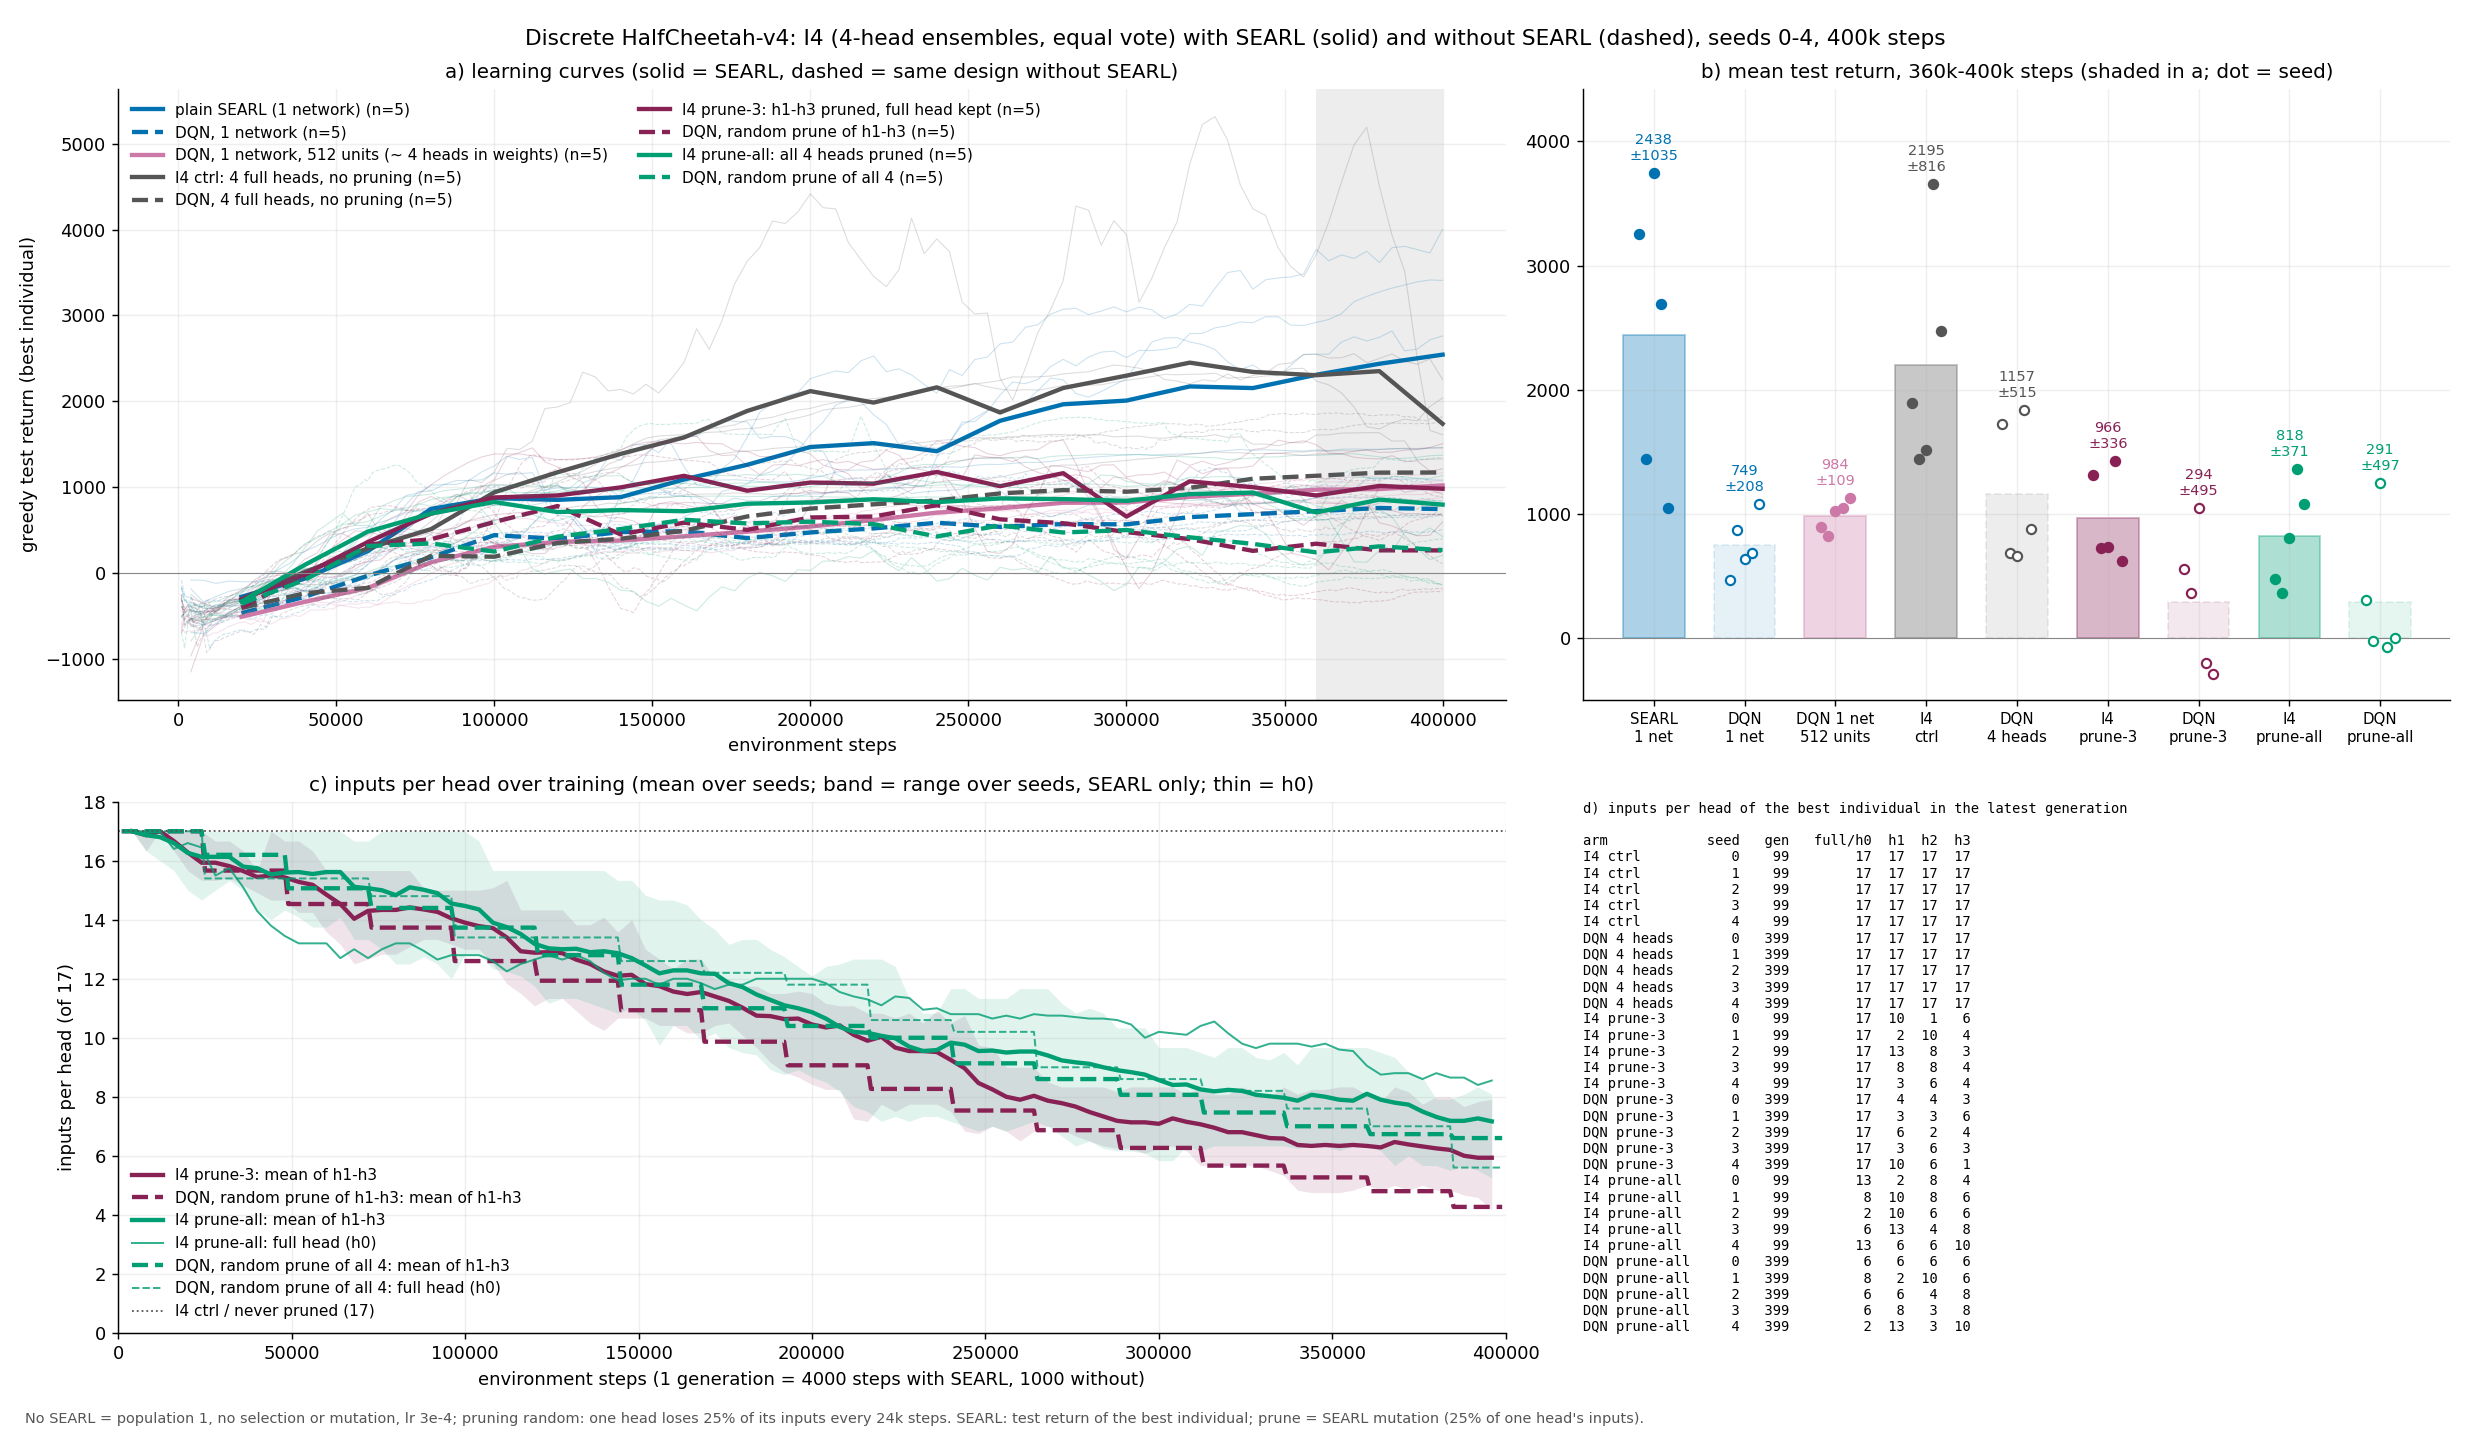 Discrete HalfCheetah-v4: I4 (4-head ensembles, equal vote) with SEARL (solid) and without SEARL (dashed), seeds 0-4, 400k steps
a) learning curves (solid = SEARL, dashed = same design without SEARL)
plain SEARL (1 network) (n=5)
DQN, 1 network (n=5)
DQN, 1 network, 512 units (~ 4 heads in weights) (n=5)
I4 ctrl: 4 full heads, no pruning (n=5)
DQN, 4 full heads, no pruning (n=5)
I4 prune-3: h1-h3 pruned, full head kept (n=5)
DQN, random prune of h1-h3 (n=5)
I4 prune-all: all 4 heads pruned (n=5)
DQN, random prune of all 4 (n=5)
greedy test return (best individual)
5000
4000
3000
2000
1000
0
−1000
0 50000 100000 150000 200000 250000 300000 350000 400000
environment steps
b) mean test return, 360k-400k steps (shaded in a; dot = seed)
4000
3000
2000
1000
0
2438
±1035
749
±208
984
±109
2195
±816
1157
±515
966
±336
294
±495
818
±371
291
±497
SEARL
1 net
DQN
1 net
DQN 1 net
512 units
I4
ctrl
DQN
4 heads
I4
prune-3
DQN
prune-3
I4
prune-all
DQN
prune-all
c) inputs per head over training (mean over seeds; band = range over seeds, SEARL only; thin = h0)
inputs per head (of 17)
18
16
14
12
10
8
6
4
2
0
I4 prune-3: mean of h1-h3
DQN, random prune of h1-h3: mean of h1-h3
I4 prune-all: mean of h1-h3
I4 prune-all: full head (h0)
DQN, random prune of all 4: mean of h1-h3
DQN, random prune of all 4: full head (h0)
I4 ctrl / never pruned (17)
0 50000 100000 150000 200000 250000 300000 350000 400000
environment steps (1 generation = 4000 steps with SEARL, 1000 without)
d) inputs per head of the best individual in the latest generation
arm seed gen full/h0 h1 h2 h3
I4 ctrl 0 99 17 17 17 17
I4 ctrl 1 99 17 17 17 17
I4 ctrl 2 99 17 17 17 17
I4 ctrl 3 99 17 17 17 17
I4 ctrl 4 99 17 17 17 17
DQN 4 heads 0 399 17 17 17 17
DQN 4 heads 1 399 17 17 17 17
DQN 4 heads 2 399 17 17 17 17
DQN 4 heads 3 399 17 17 17 17
DQN 4 heads 4 399 17 17 17 17
I4 prune-3 0 99 17 10 1 6
I4 prune-3 1 99 17 2 10 4
I4 prune-3 2 99 17 13 8 3
I4 prune-3 3 99 17 8 8 4
I4 prune-3 4 99 17 3 6 4
DQN prune-3 0 399 17 4 4 3
DQN prune-3 1 399 17 3 3 6
DQN prune-3 2 399 17 6 2 4
DQN prune-3 3 399 17 3 6 3
DQN prune-3 4 399 17 10 6 1
I4 prune-all 0 99 13 2 8 4
I4 prune-all 1 99 8 10 8 6
I4 prune-all 2 99 2 10 6 6
I4 prune-all 3 99 6 13 4 8
I4 prune-all 4 99 13 6 6 10
DQN prune-all 0 399 6 6 6 6
DQN prune-all 1 399 8 2 10 6
DQN prune-all 2 399 6 6 4 8
DQN prune-all 3 399 6 8 3 8
DQN prune-all 4 399 2 13 3 10
No SEARL = population 1, no selection or mutation, lr 3e-4; pruning random: one head loses 25% of its inputs every 24k steps. SEARL: test return of the best individual; prune = SEARL mutation (25% of one head's inputs).